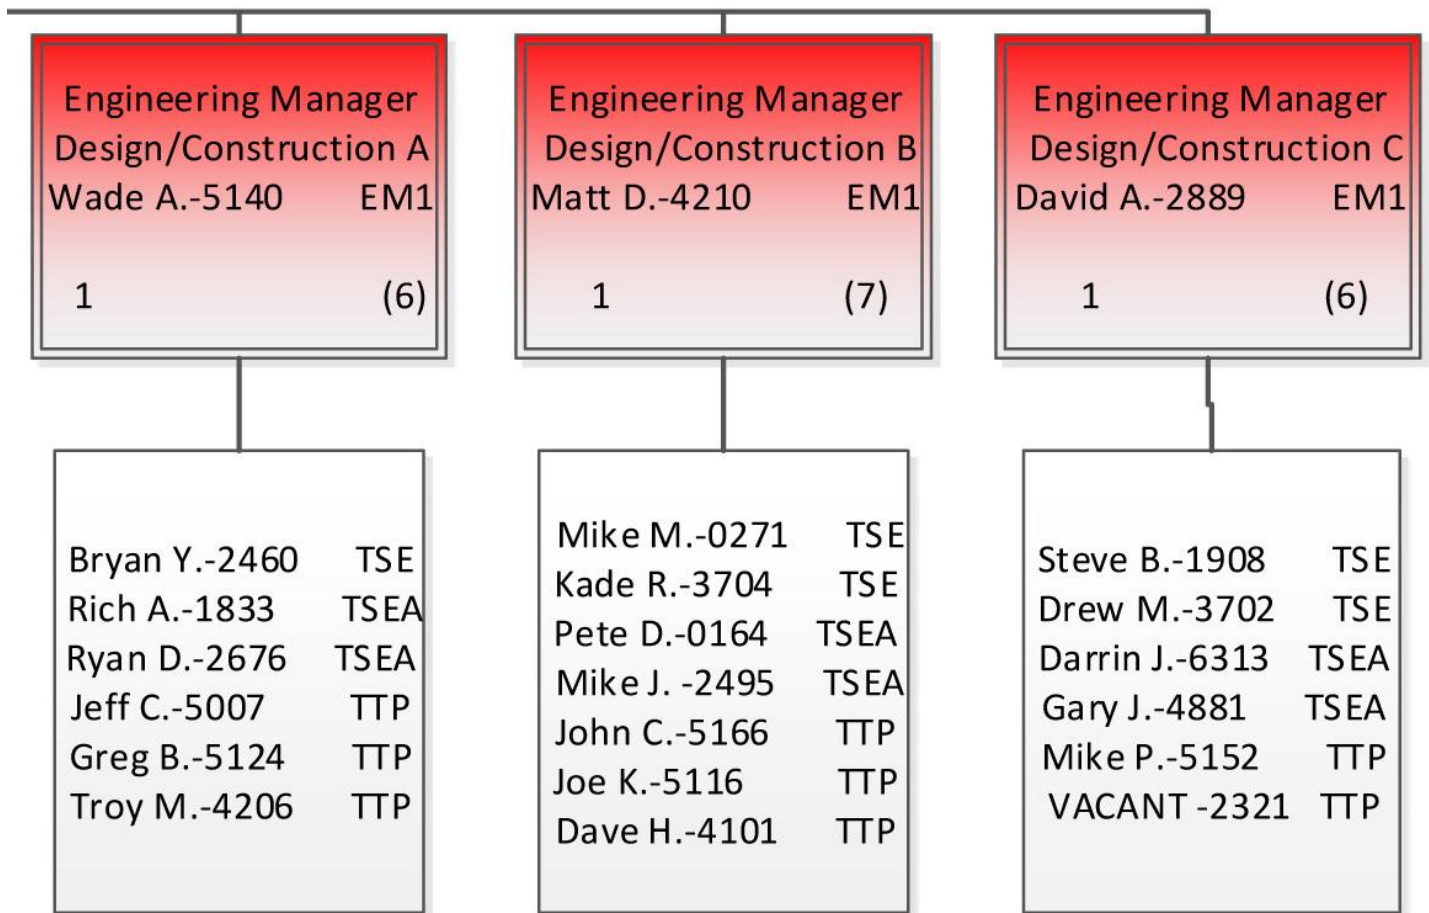 Engineering Manager
Design/Construction A
Wade A.-5140 EM1
1 (6)
Bryan Y.-2460 TSE
Rich A.-1833 TSEA
Ryan D.-2676 TSEA
Jeff C.-5007 TTP
Greg B.-5124 TTP
Troy M.-4206 TTP
Engineering Manager
Design/Construction B
Matt D.-4210 EM1
1 (7)
Mike M.-0271 TSE
Kade R.-3704 TSE
Pete D.-0164 TSEA
Mike J. -2495 TSEA
John C.-5166 TTP
Joe K.-5116 TTP
Dave H.-4101 TTP
Engineering Manager
Design/Construction C
David A.-2889 EM1
1 (6)
Steve B.-1908 TSE
Drew M.-3702 TSE
Darrin J.-6313 TSEA
Gary J.-4881 TSEA
Mike P.-5152 TTP
VACANT -2321 TTP